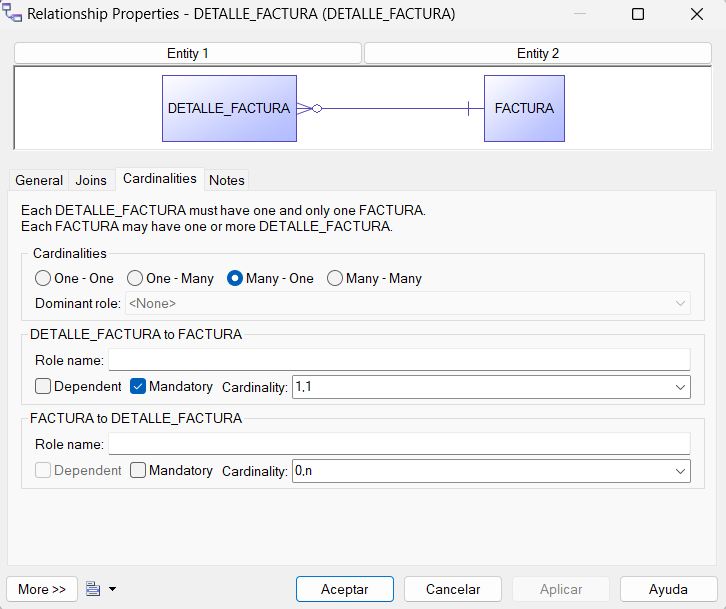 Relationship Properties - DETALLE_FACTURA (DETALLE_FACTURA)
Entity 1
Entity 2
DETALLE_FACTURA
FACTURA
General
Joins
Cardinalities
Notes
Each DETALLE_FACTURA must have one and only one FACTURA.
Each FACTURA may have one or more DETALLE_FACTURA.
Cardinalities
One - One
One - Many
Many - One
Many - Many
Dominant role: <None>
DETALLE_FACTURA to FACTURA
Role name:
Dependent
Mandatory
Cardinality: 1,1
FACTURA to DETALLE_FACTURA
Role name:
Dependent
Mandatory
Cardinality: 0,n
More >>
Aceptar
Cancelar
Aplicar
Ayuda